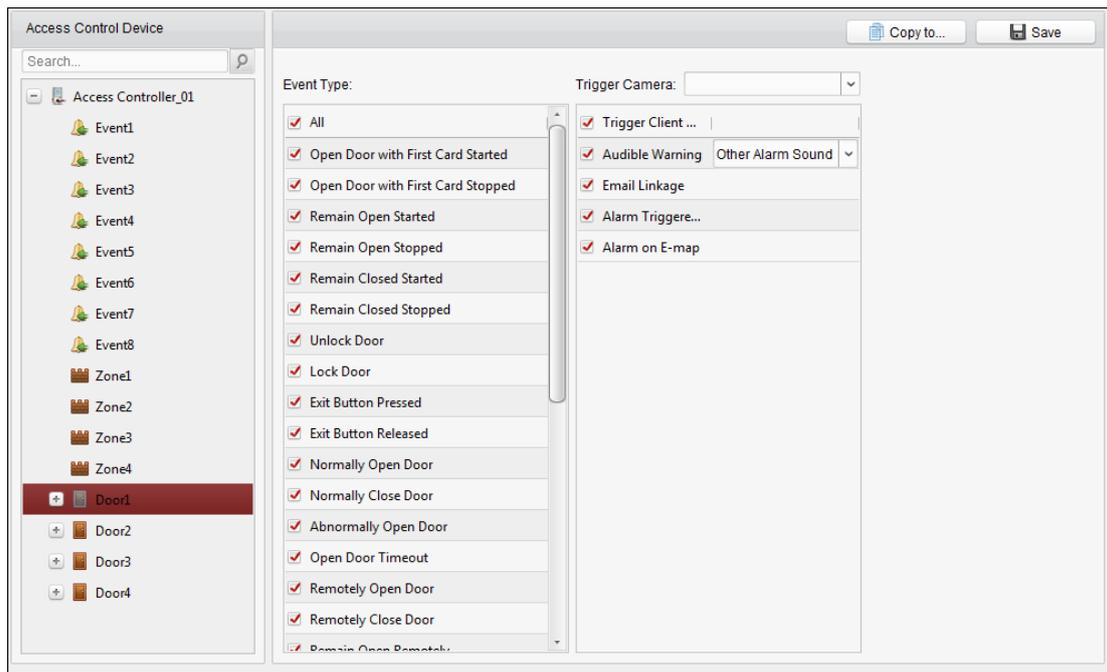 Access Control Device
Copy to...
Save
Search...
Access Controller_01
Event1
Event2
Event3
Event4
Event5
Event6
Event7
Event8
Zone1
Zone2
Zone3
Zone4
Door1
Door2
Door3
Door4
Event Type:
All
Open Door with First Card Started
Open Door with First Card Stopped
Remain Open Started
Remain Open Stopped
Remain Closed Started
Remain Closed Stopped
Unlock Door
Lock Door
Exit Button Pressed
Exit Button Released
Normally Open Door
Normally Close Door
Abnormally Open Door
Open Door Timeout
Remotely Open Door
Remotely Close Door
Remain Open Remotely
Trigger Camera:
Trigger Client ...
Audible Warning Other Alarm Sound
Email Linkage
Alarm Triggere...
Alarm on E-map